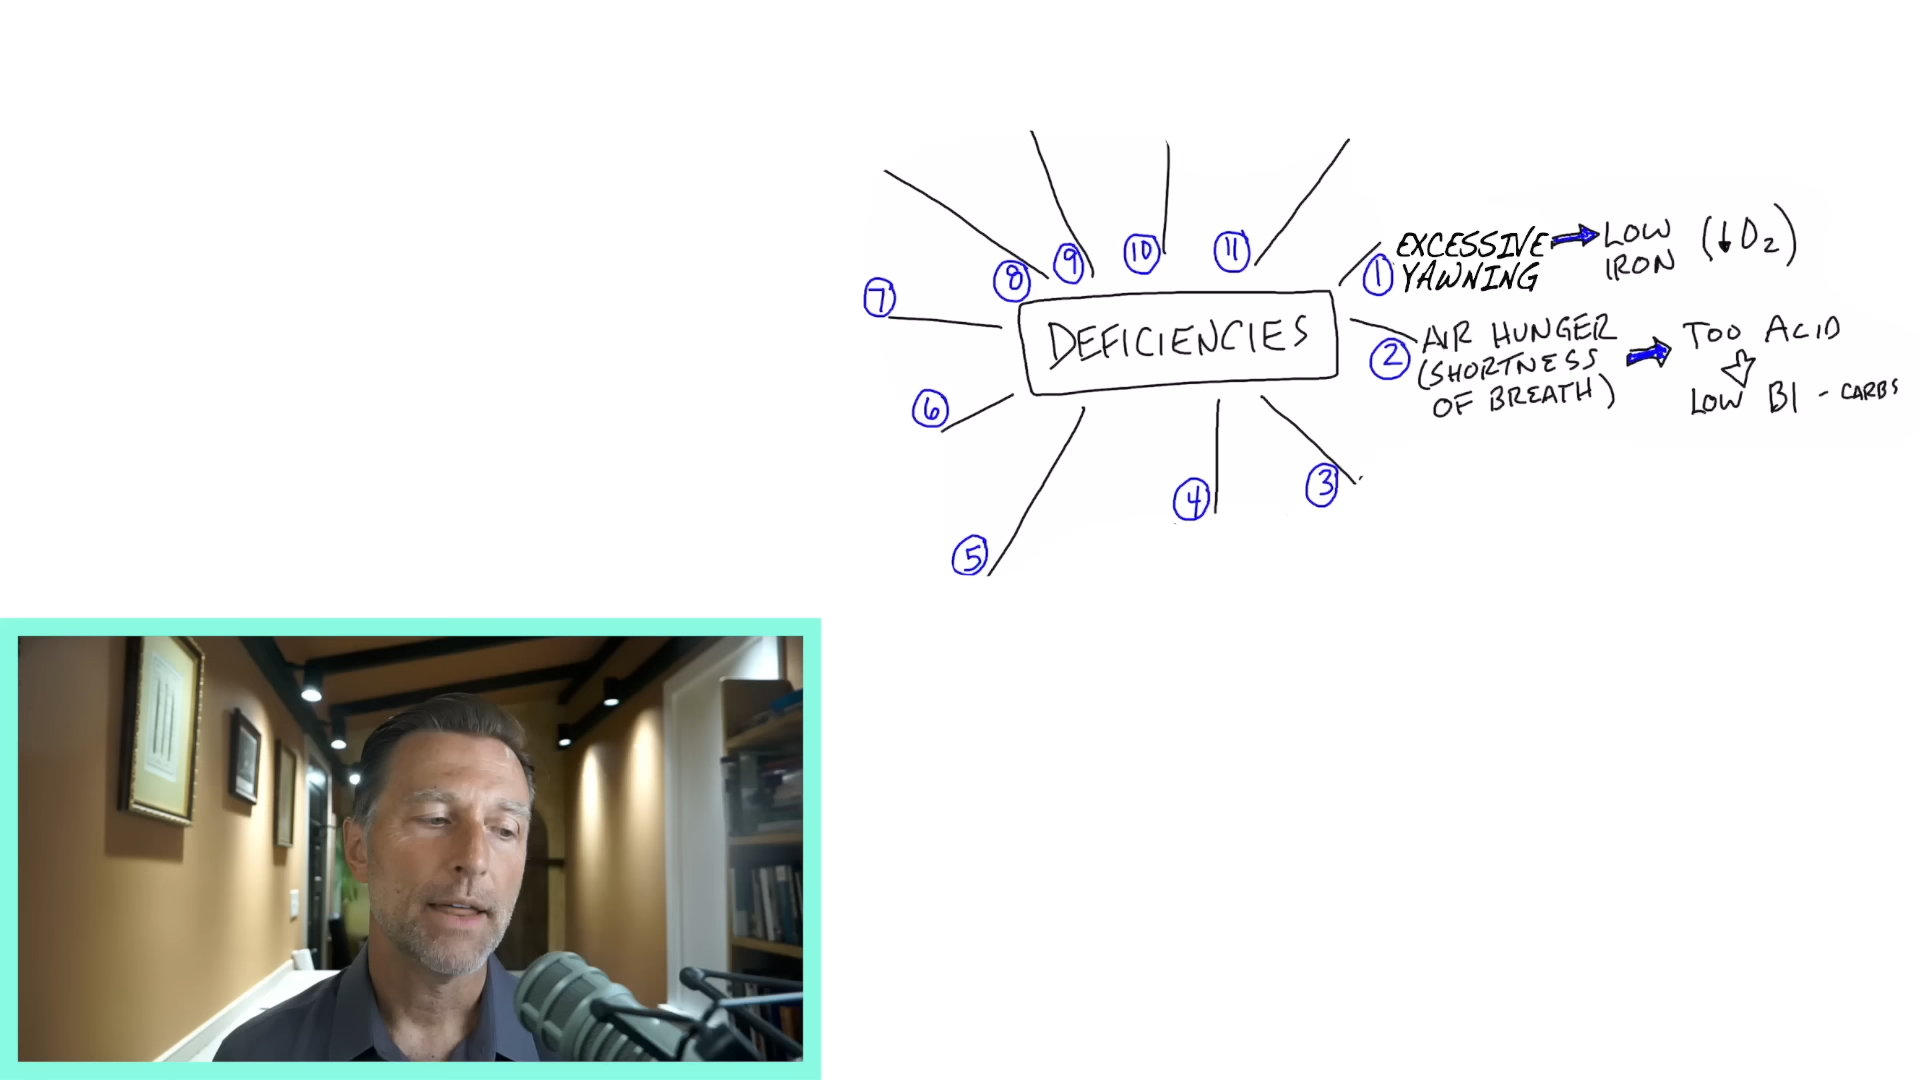 DEFICIENCIES
1 EXCESSIVE YAWNING → LOW IRON (↓O2)
2 AIR HUNGER (SHORTNESS OF BREATH) → TOO ACID
LOW B1 - CARBS
3
4
5
6
7
8
9
10
11